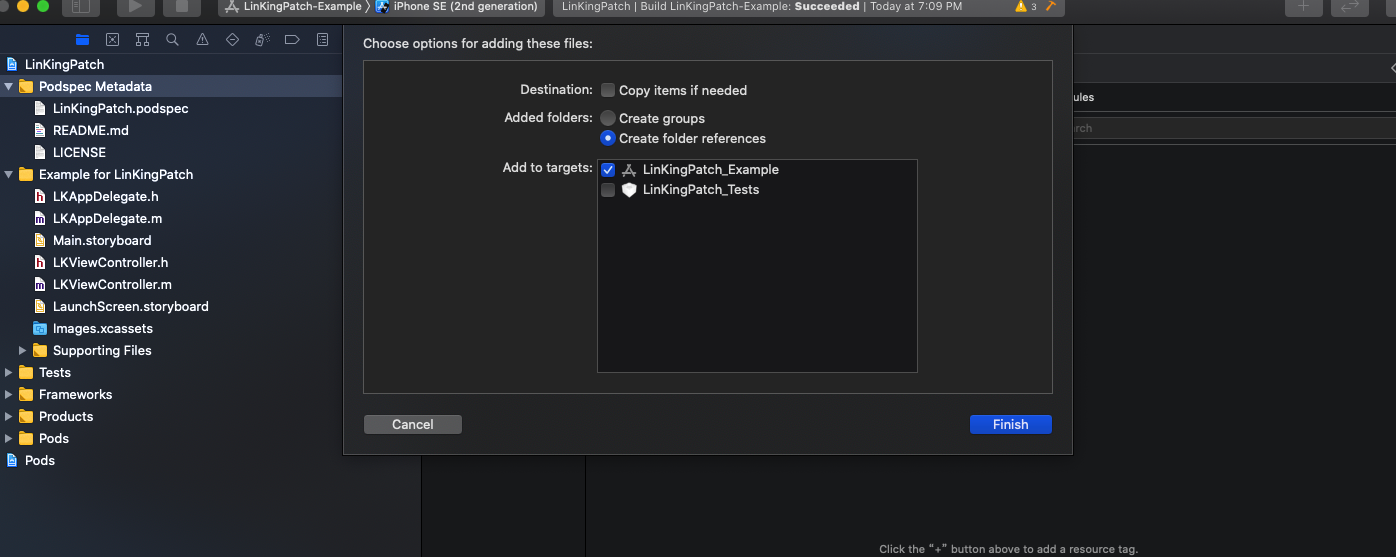 LinKingPatch-Example
iPhone SE (2nd generation)
LinKingPatch | Build LinKingPatch-Example: Succeeded | Today at 7:09 PM
3
Choose options for adding these files:
LinKingPatch
Podspec Metadata
LinKingPatch.podspec
README.md
LICENSE
Example for LinKingPatch
LKAppDelegate.h
LKAppDelegate.m
Main.storyboard
LKViewController.h
LKViewController.m
LaunchScreen.storyboard
Images.xcassets
Supporting Files
Tests
Frameworks
Products
Pods
Pods
Destination: Copy items if needed
Added folders: Create groups
Create folder references
Add to targets: LinKingPatch_Example
LinKingPatch_Tests
Cancel
Finish
ules
rch
Click the “+” button above to add a resource tag.